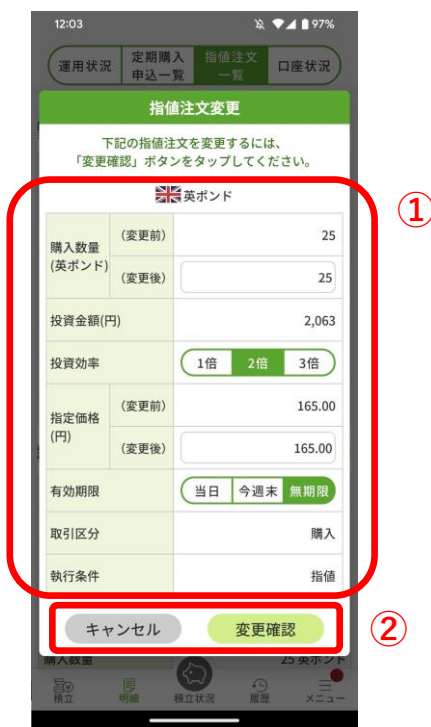 12:03 97%
運用状況 定期購入申込一覧 指値注文一覧 口座状況
指値注文変更
下記の指値注文を変更するには、
「変更確認」ボタンをタップしてください。
①
英ポンド
購入数量
(英ポンド)
(変更前) 25
(変更後) 25
投資金額(円) 2,063
投資効率 1倍 2倍 3倍
指定価格
(円)
(変更前) 165.00
(変更後) 165.00
有効期限 当日 今週末 無期限
取引区分 購入
執行条件 指値
キャンセル 変更確認
②
購入数量 25 英ポンド
積立 明細 積立状況 履歴 メニュー